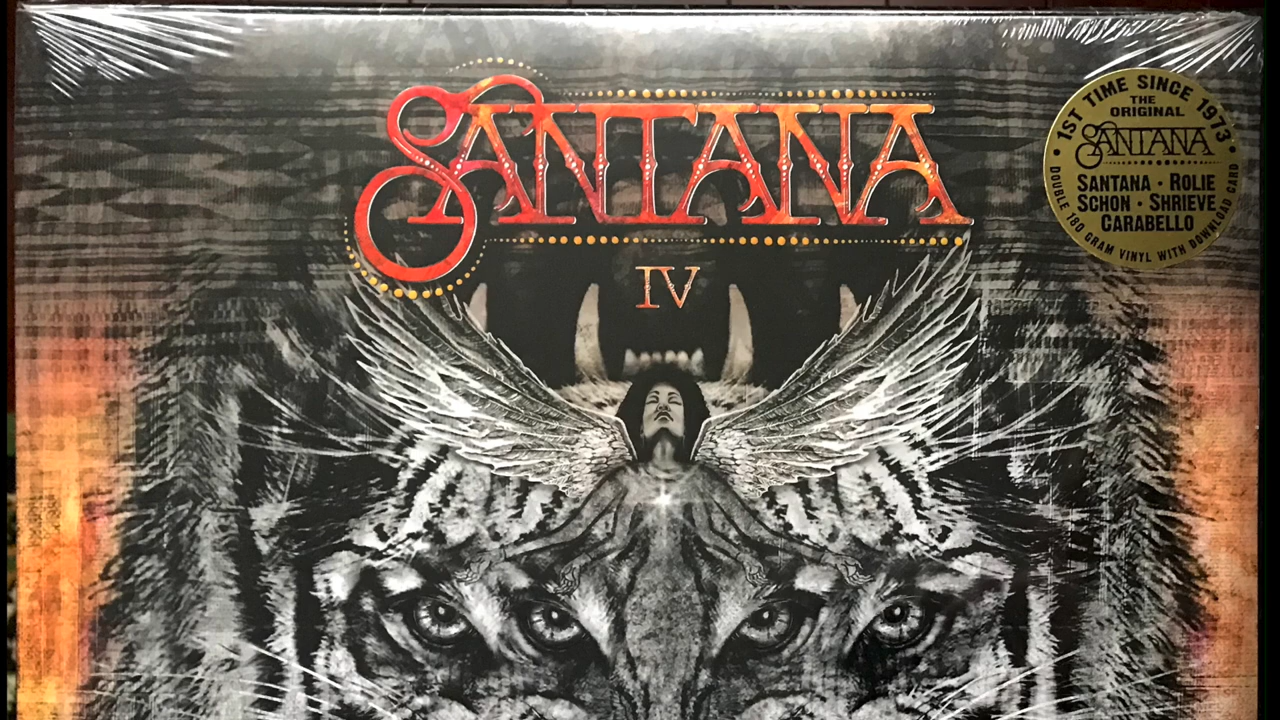 SANTANA
IV
1ST TIME SINCE 1973
THE
ORIGINAL
SANTANA
SANTANA · ROLIE
SCHON · SHRIEVE
CARABELLO
DOUBLE 180 GRAM VINYL WITH DOWNLOAD CARD